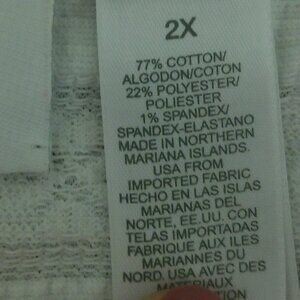 2X
77% COTTON/
ALGODON/COTON
22% POLYESTER/
POLIESTER
1% SPANDEX/
SPANDEX-ELASTANO
MADE IN NORTHERN
MARIANA ISLANDS.
USA FROM
IMPORTED FABRIC
HECHO EN LAS ISLAS
MARIANAS DEL
NORTE, EE.UU. CON
TELAS IMPORTADAS
FABRIQUE AUX ILES
MARIANNES DU
NORD. USA AVEC DES
MATERIAUX